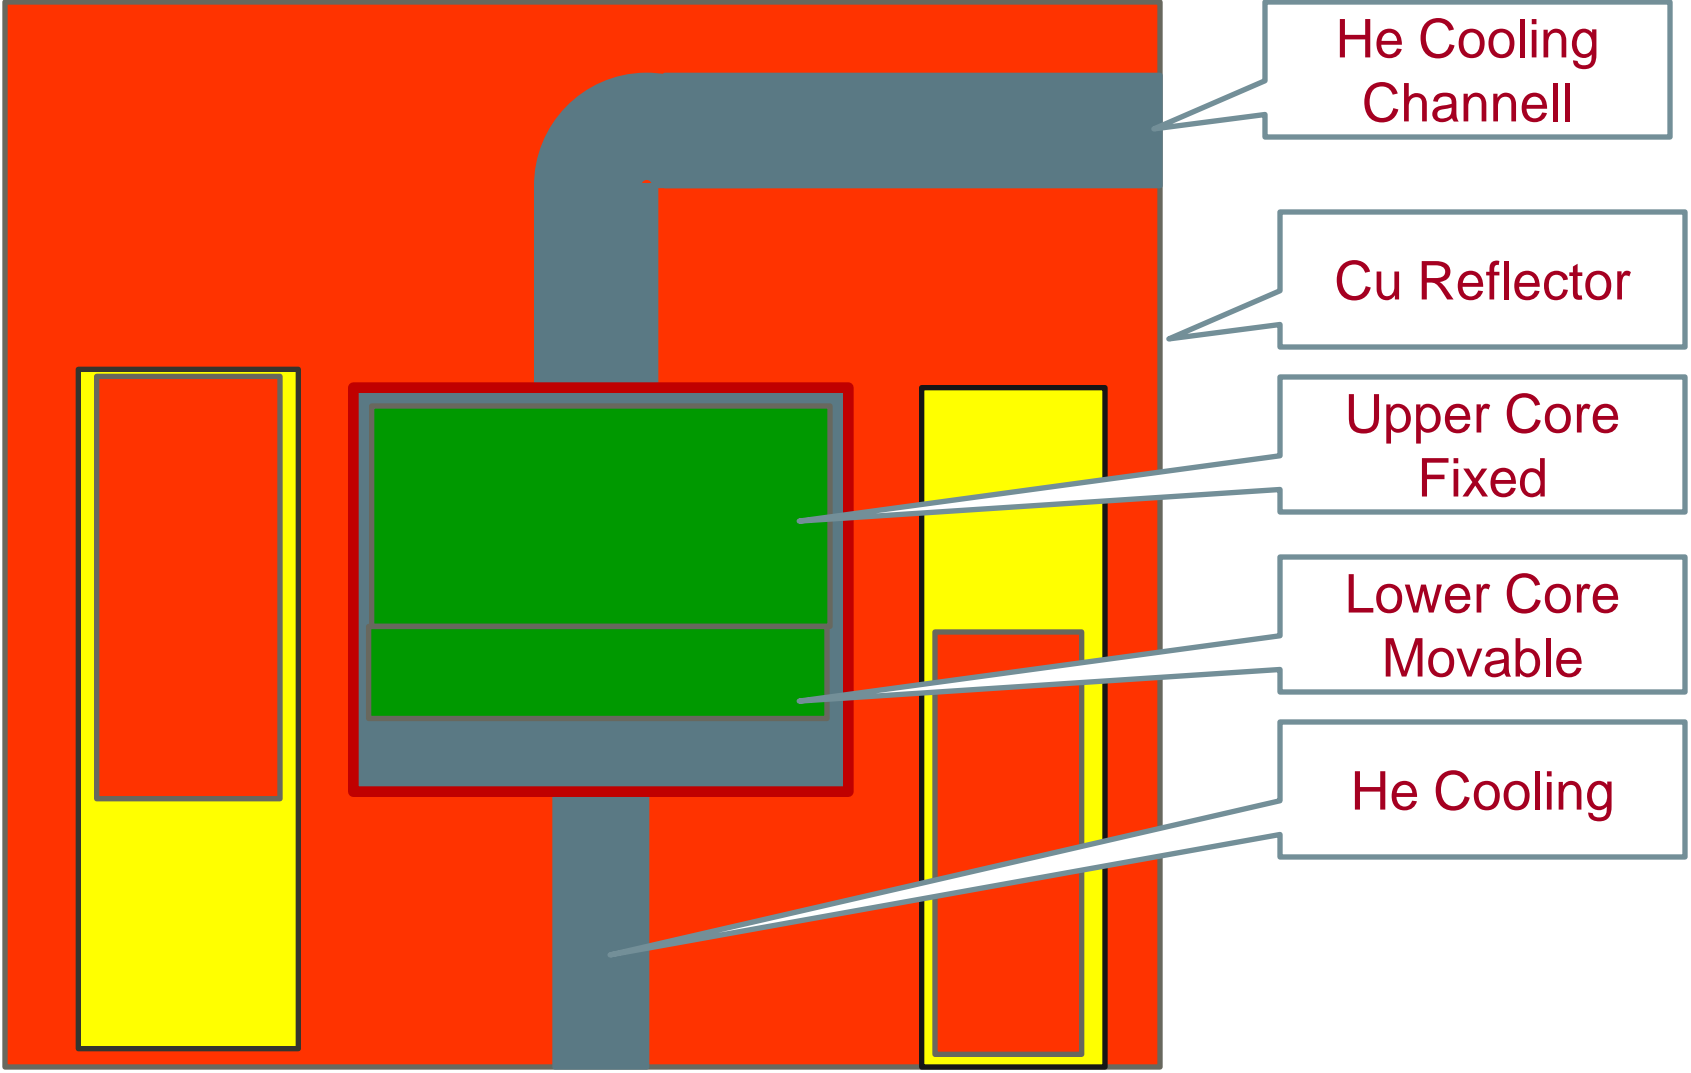 He Cooling
Channell
Cu Reflector
Upper Core
Fixed
Lower Core
Movable
He Cooling